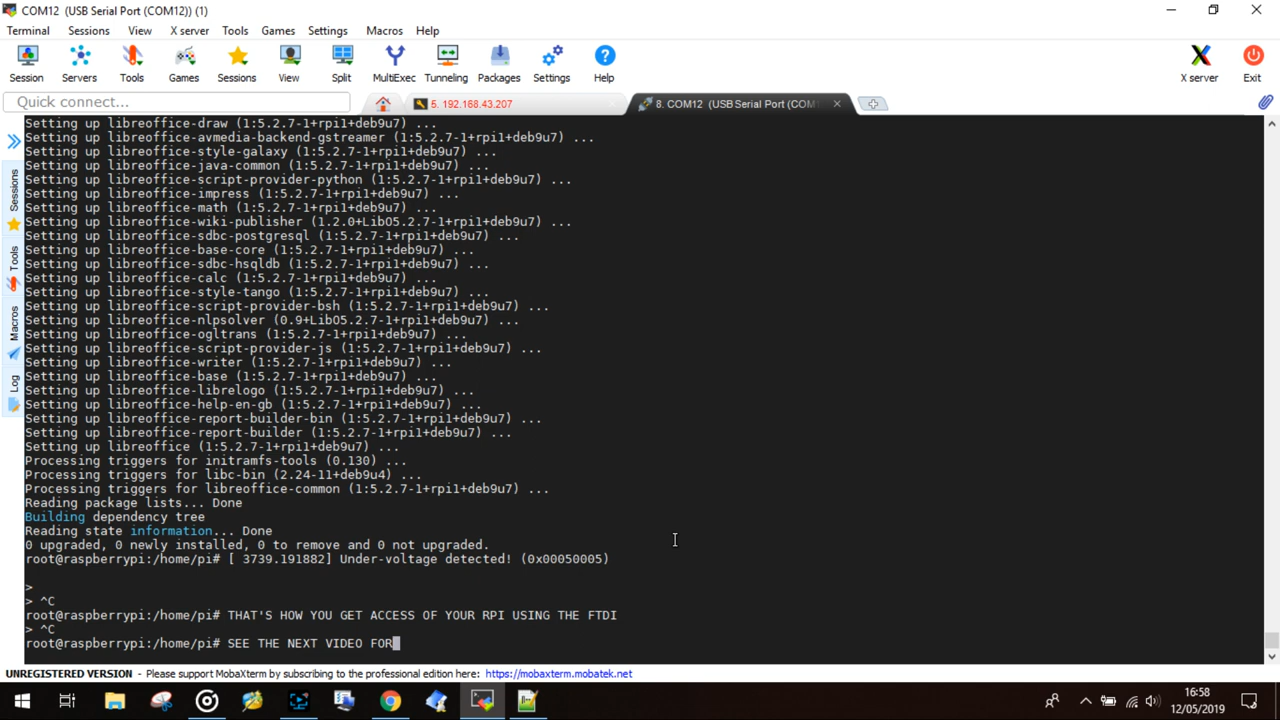 COM12 (USB Serial Port (COM12)) (1)
Terminal Sessions View X server Tools Games Settings Macros Help
Session Servers Tools Games Sessions View Split MultiExec Tunneling Packages Settings Help X server Exit
Quick connect...
5. 192.168.43.207
8. COM12 (USB Serial Port (COM
Sessions
Tools
Macros
Log
Setting up libreoffice-draw (1:5.2.7-1+rpi1+deb9u7) ...
Setting up libreoffice-avmedia-backend-gstreamer (1:5.2.7-1+rpi1+deb9u7) ...
Setting up libreoffice-style-galaxy (1:5.2.7-1+rpi1+deb9u7) ...
Setting up libreoffice-java-common (1:5.2.7-1+rpi1+deb9u7) ...
Setting up libreoffice-script-provider-python (1:5.2.7-1+rpi1+deb9u7) ...
Setting up libreoffice-impress (1:5.2.7-1+rpi1+deb9u7) ...
Setting up libreoffice-math (1:5.2.7-1+rpi1+deb9u7) ...
Setting up libreoffice-wiki-publisher (1.2.0+LibO5.2.7-1+rpi1+deb9u7) ...
Setting up libreoffice-sdbc-postgresql (1:5.2.7-1+rpi1+deb9u7) ...
Setting up libreoffice-base-core (1:5.2.7-1+rpi1+deb9u7) ...
Setting up libreoffice-sdbc-hsqldb (1:5.2.7-1+rpi1+deb9u7) ...
Setting up libreoffice-calc (1:5.2.7-1+rpi1+deb9u7) ...
Setting up libreoffice-style-tango (1:5.2.7-1+rpi1+deb9u7) ...
Setting up libreoffice-script-provider-bsh (1:5.2.7-1+rpi1+deb9u7) ...
Setting up libreoffice-nlpsolver (0.9+LibO5.2.7-1+rpi1+deb9u7) ...
Setting up libreoffice-ogltrans (1:5.2.7-1+rpi1+deb9u7) ...
Setting up libreoffice-script-provider-js (1:5.2.7-1+rpi1+deb9u7) ...
Setting up libreoffice-writer (1:5.2.7-1+rpi1+deb9u7) ...
Setting up libreoffice-base (1:5.2.7-1+rpi1+deb9u7) ...
Setting up libreoffice-librelogo (1:5.2.7-1+rpi1+deb9u7) ...
Setting up libreoffice-help-en-gb (1:5.2.7-1+rpi1+deb9u7) ...
Setting up libreoffice-report-builder-bin (1:5.2.7-1+rpi1+deb9u7) ...
Setting up libreoffice-report-builder (1:5.2.7-1+rpi1+deb9u7) ...
Setting up libreoffice (1:5.2.7-1+rpi1+deb9u7) ...
Processing triggers for initramfs-tools (0.130) ...
Processing triggers for libc-bin (2.24-11+deb9u4) ...
Processing triggers for libreoffice-common (1:5.2.7-1+rpi1+deb9u7) ...
Reading package lists... Done
Building dependency tree
Reading state information... Done
0 upgraded, 0 newly installed, 0 to remove and 0 not upgraded.
root@raspberrypi:/home/pi# [ 3739.191882] Under-voltage detected! (0x00050005)
>
> ^C
root@raspberrypi:/home/pi# THAT'S HOW YOU GET ACCESS OF YOUR RPI USING THE FTDI
> ^C
root@raspberrypi:/home/pi# SEE THE NEXT VIDEO FOR
UNREGISTERED VERSION - Please support MobaXterm by subscribing to the professional edition here: https://mobaxterm.mobatek.net
16:58
12/05/2019